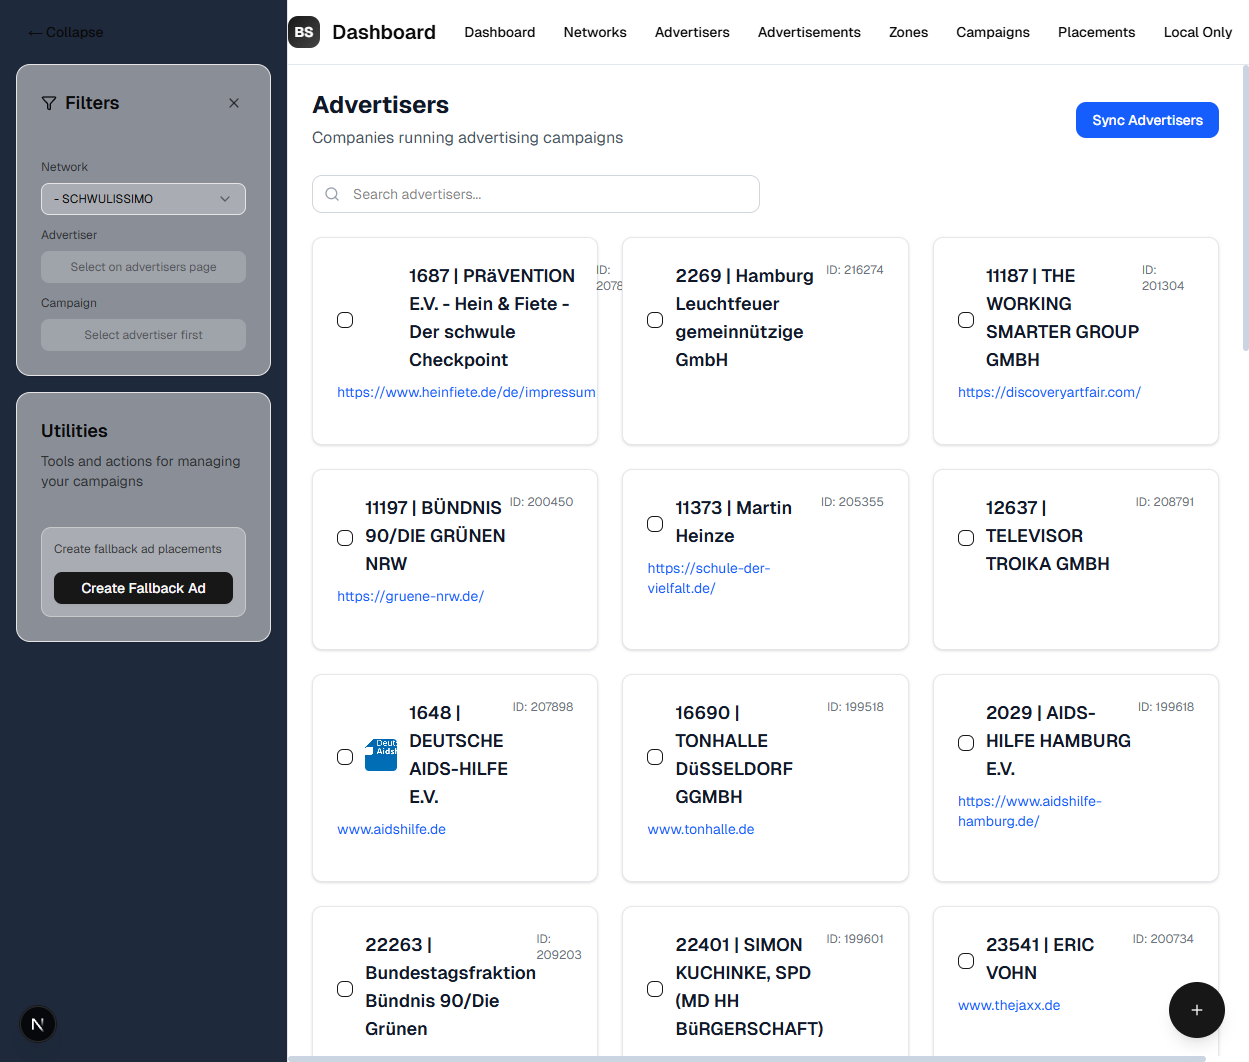 ← Collapse
BS Dashboard Dashboard Networks Advertisers Advertisements Zones Campaigns Placements Local Only
Filters
Network
- SCHWULISSIMO
Advertiser
Select on advertisers page
Campaign
Select advertiser first
Utilities
Tools and actions for managing
your campaigns
Create fallback ad placements
Create Fallback Ad
N
Advertisers
Companies running advertising campaigns
Sync Advertisers
Search advertisers...
1687 | PRäVENTION
E.V. - Hein & Fiete -
Der schwule
Checkpoint
ID:
2078
https://www.heinfiete.de/de/impressum
2269 | Hamburg
Leuchtfeuer
gemeinnützige
GmbH
ID: 216274
11187 | THE
WORKING
SMARTER GROUP
GMBH
ID:
201304
https://discoveryartfair.com/
11197 | BÜNDNIS
90/DIE GRÜNEN
NRW
ID: 200450
https://gruene-nrw.de/
11373 | Martin
Heinze
ID: 205355
https://schule-der-
vielfalt.de/
12637 |
TELEVISOR
TROIKA GMBH
ID: 208791
Deut
Aidsh
1648 |
DEUTSCHE
AIDS-HILFE
E.V.
ID: 207898
www.aidshilfe.de
16690 |
TONHALLE
DüSSELDORF
GGMBH
ID: 199518
www.tonhalle.de
2029 | AIDS-
HILFE HAMBURG
E.V.
ID: 199618
https://www.aidshilfe-
hamburg.de/
22263 |
Bundestagsfraktion
Bündnis 90/Die
Grünen
ID:
209203
22401 | SIMON
KUCHINKE, SPD
(MD HH
BüRGERSCHAFT)
ID: 199601
23541 | ERIC
VOHN
ID: 200734
www.thejaxx.de
+